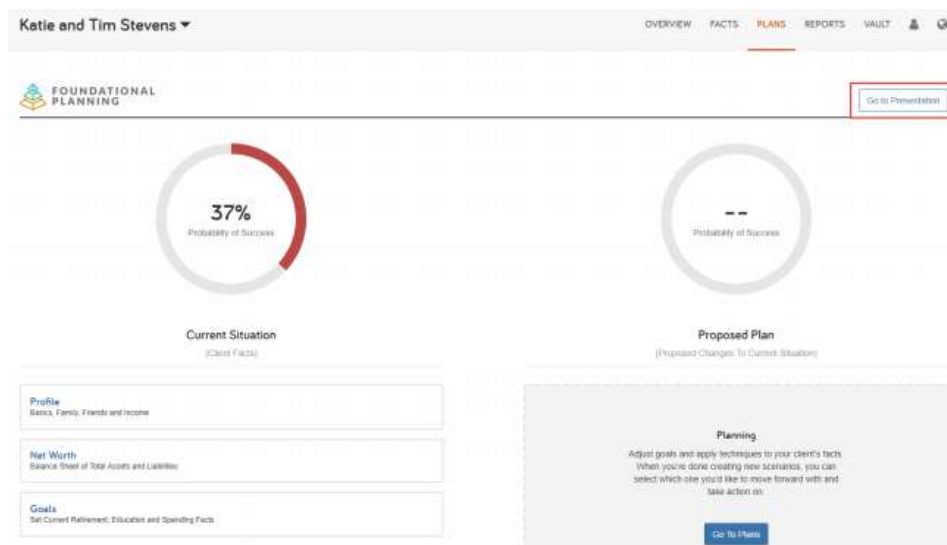 Katie and Tim Stevens
OVERVIEW FACTS PLANS REPORTS VAULT
FOUNDATIONAL
PLANNING
Go to Presentation
37%
Probability of Success
--
Probability of Success
Current Situation
(Client Facts)
Proposed Plan
(Proposed Changes To Current Situation)
Profile
Basics, Family, Friends and Income
Net Worth
Balance Sheet of Total Assets and Liabilities
Goals
Set Current Retirement, Education and Spending Facts
Planning
Adjust goals and apply techniques to your client's facts
When you're done creating new scenarios, you can
select which one you'd like to move forward with and
take action on.
Go To Plans